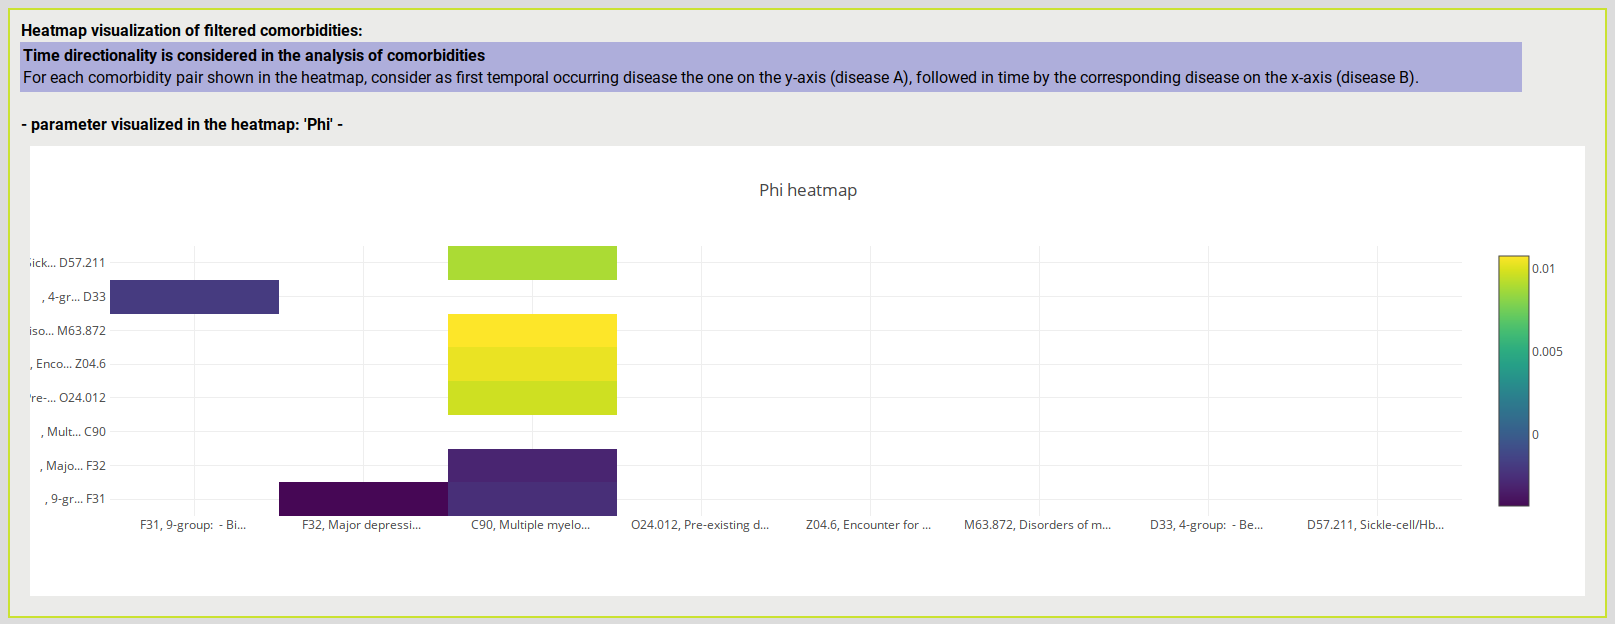 Heatmap visualization of filtered comorbidities:
Time directionality is considered in the analysis of comorbidities
For each comorbidity pair shown in the heatmap, consider as first temporal occurring disease the one on the y-axis (disease A), followed in time by the corresponding disease on the x-axis (disease B).
- parameter visualized in the heatmap: 'Phi' -
Phi heatmap
D57.211
, 4-gr... D33
M63.872
, Enco... Z04.6
O24.012
, Mult... C90
, Majo... F32
, 9-gr... F31
F31, 9-group:  - Bi...
F32, Major depressi...
C90, Multiple myelo...
O24.012, Pre-existing d...
Z04.6, Encounter for ...
M63.872, Disorders of m...
D33, 4-group:  - Be...
D57.211, Sickle-cell/Hb...
0.01
0.005
0